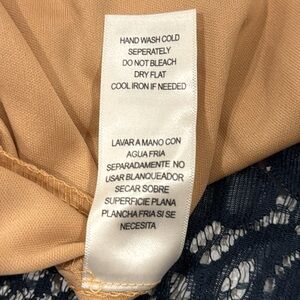 HAND WASH COLD
SEPERATELY
DO NOT BLEACH
DRY FLAT
COOL IRON IF NEEDED
LAVAR A MANO CON
AGUA FRIA
SEPARADAMENTE NO
USAR BLANQUEADOR
SECAR SOBRE
SUPERFICIE PLANA
PLANCHA FRIA SI SE
NECESITA